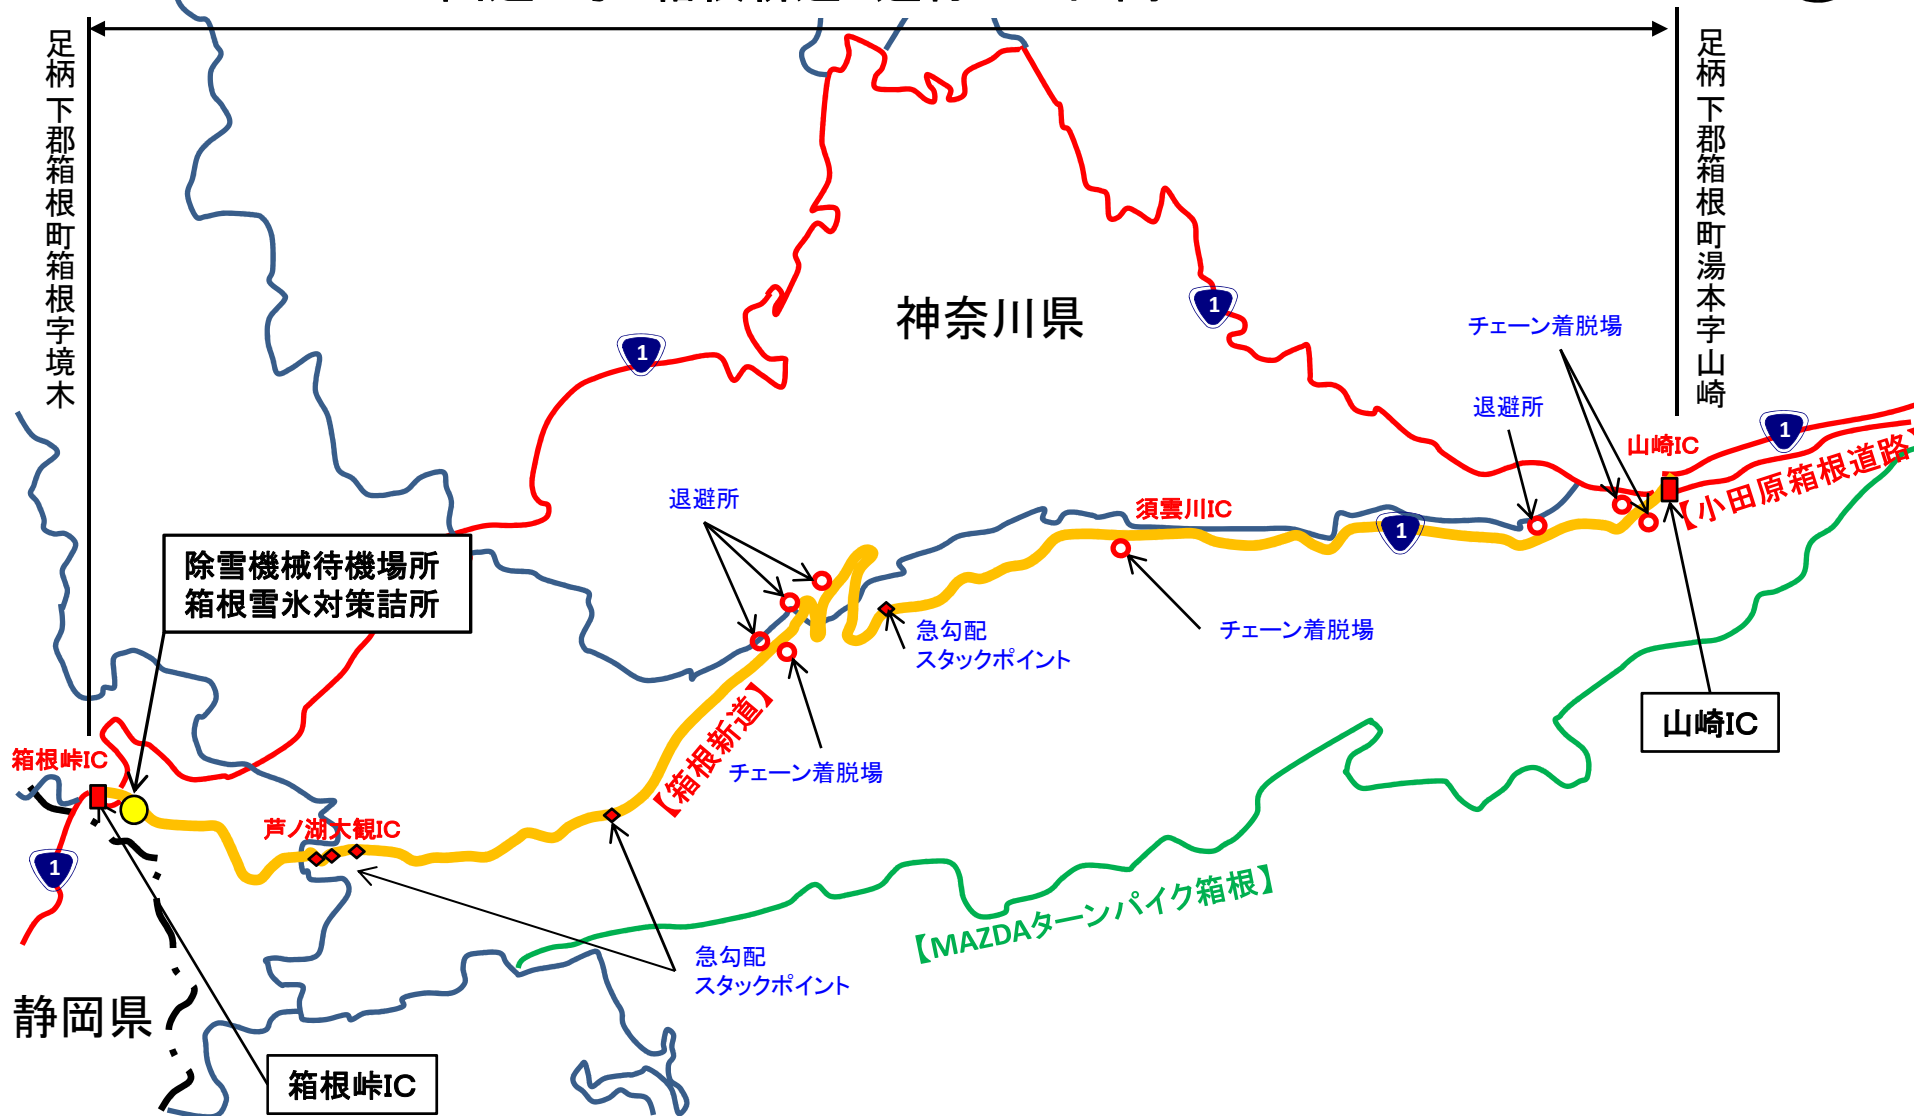 足柄下郡箱根町箱根字境木
足柄下郡箱根町湯本字山崎
神奈川県
1
1
チェーン着脱場
退避所
山崎IC
1
【小田原箱根道路】
退避所
須雲川IC
1
除雪機械待機場所
箱根雪氷対策詰所
急勾配
スタックポイント
チェーン着脱場
山崎IC
【箱根新道】
箱根峠IC
チェーン着脱場
芦ノ湖大観IC
1
【MAZDAターンパイク箱根】
急勾配
スタックポイント
静岡県
箱根峠IC